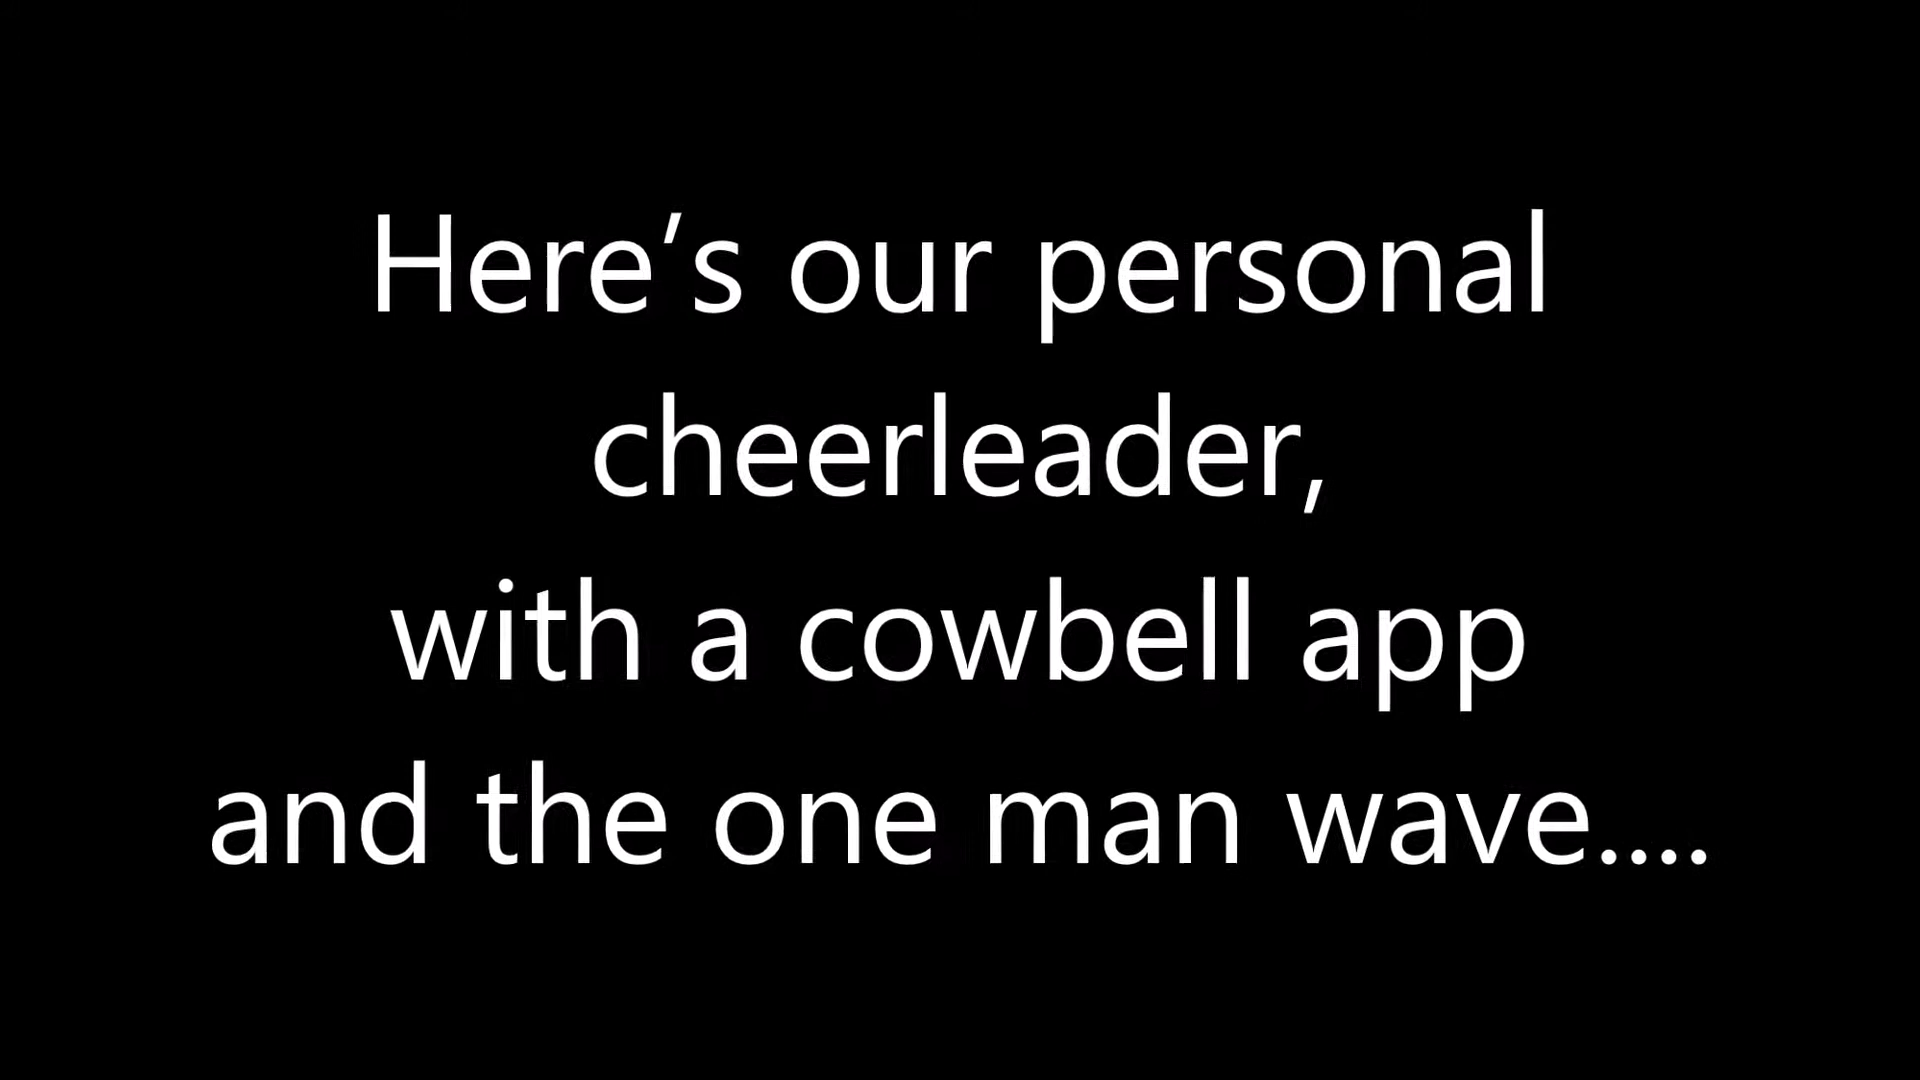 Here’s our personal
cheerleader,
with a cowbell app
and the one man wave....